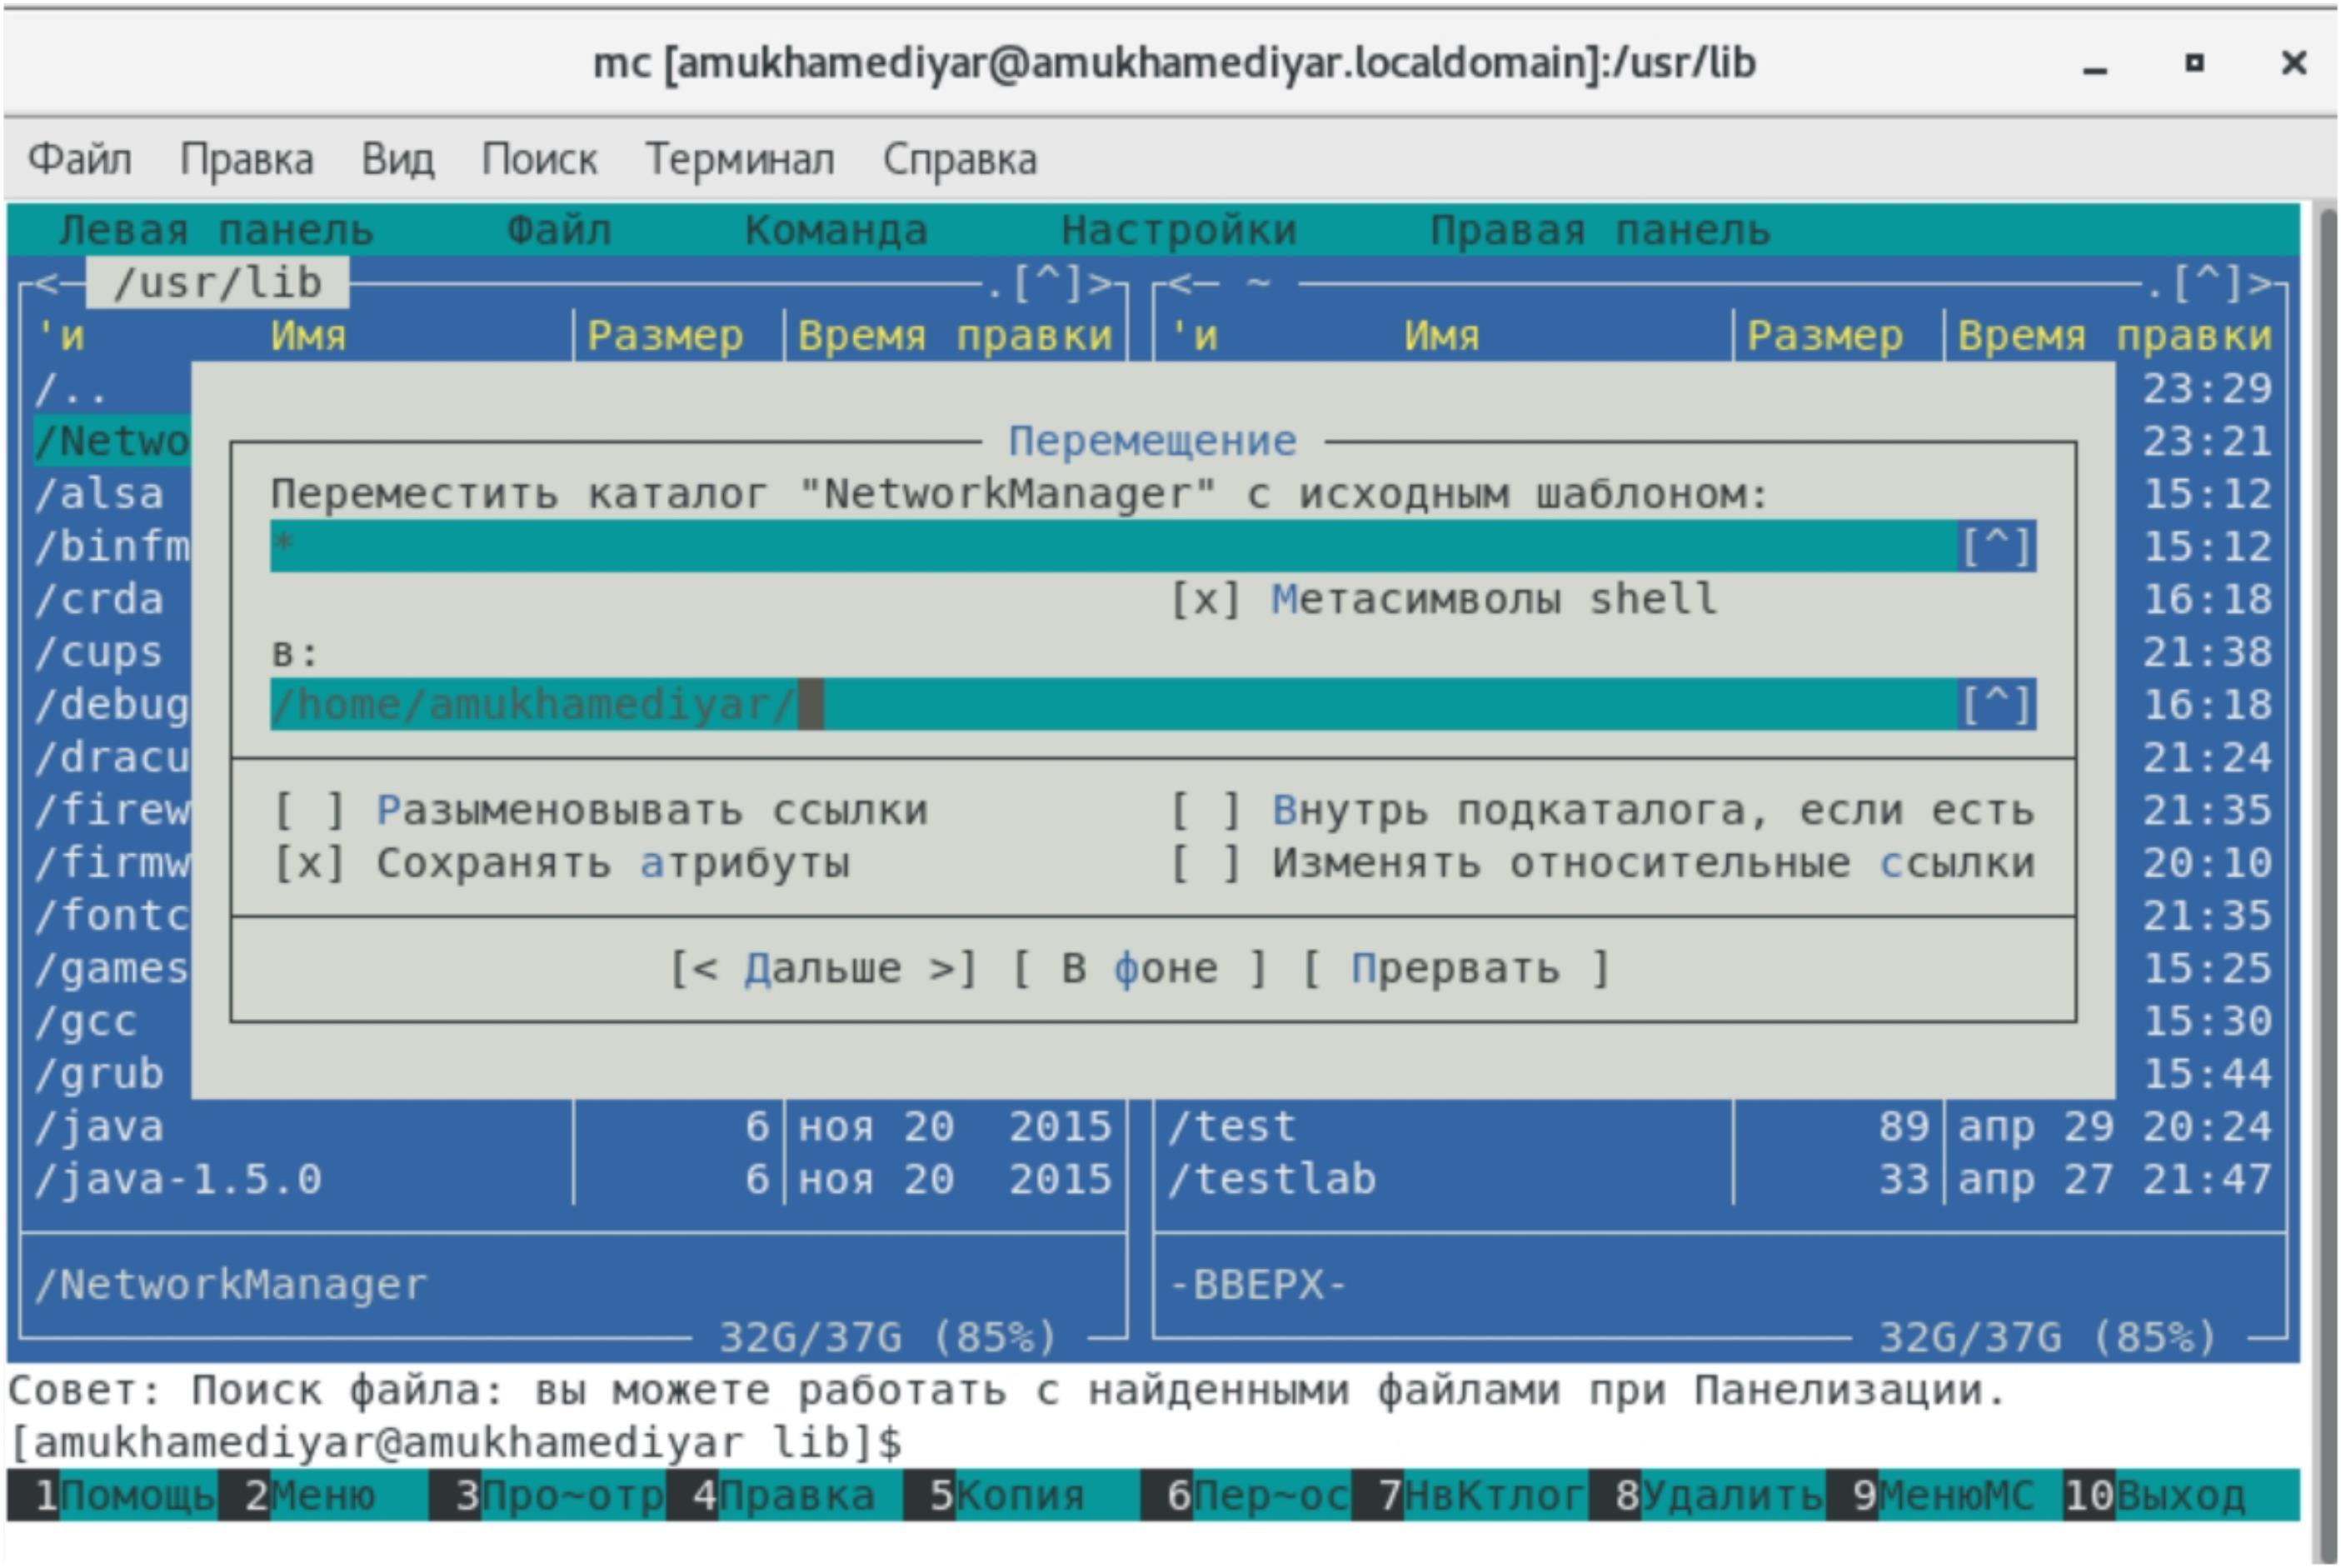 mc [amukhamediyar@amukhamediyar.localdomain]:/usr/lib
Файл Правка Вид Поиск Терминал Справка
Левая панель Файл Команда Настройки Правая панель
<─ /usr/lib .[^]> <─ ~ .[^]>
'и Имя Размер Время правки 'и Имя Размер Время правки
/.. 23:29
/Netwo 23:21
/alsa 15:12
/binfm 15:12
/crda 16:18
/cups 21:38
/debug 16:18
/dracu 21:24
/firew 21:35
/firmw 20:10
/fontc 21:35
/games 15:25
/gcc 15:30
/grub 15:44
Перемещение
Переместить каталог "NetworkManager" с исходным шаблоном:
* [^]
[x] Метасимволы shell
в:
/home/amukhamediyar/ [^]
[ ] Разыменовывать ссылки [ ] Внутрь подкаталога, если есть
[x] Сохранять атрибуты [ ] Изменять относительные ссылки
[< Дальше >] [ В фоне ] [ Прервать ]
/java 6 ноя 20 2015 /test 89 апр 29 20:24
/java-1.5.0 6 ноя 20 2015 /testlab 33 апр 27 21:47
/NetworkManager -ВВЕРХ-
32G/37G (85%) 32G/37G (85%)
Совет: Поиск файла: вы можете работать с найденными файлами при Панелизации.
[amukhamediyar@amukhamediyar lib]$
1Помощь 2Меню 3Про~отр 4Правка 5Копия 6Пер~ос 7НвКтлог 8Удалить 9МенюМС 10Выход